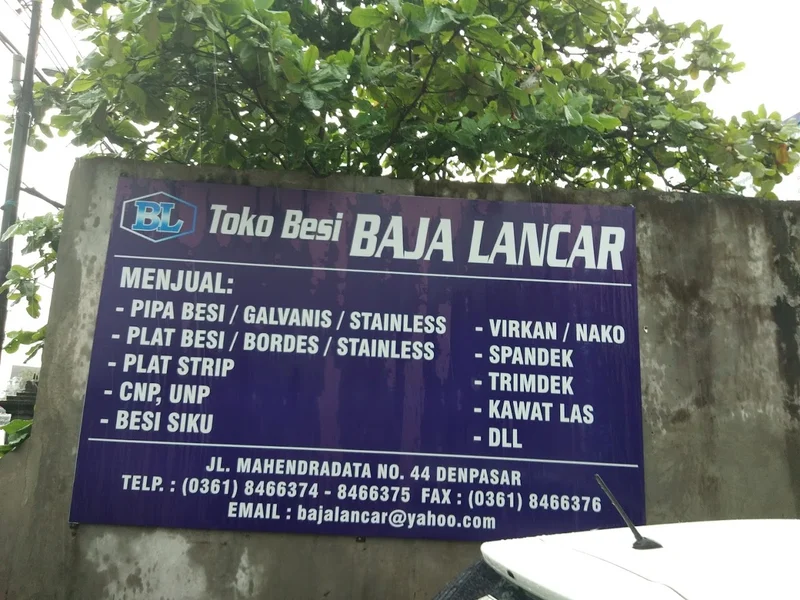 BL Toko Besi BAJA LANCAR
MENJUAL:
- PIPA BESI / GALVANIS / STAINLESS
- PLAT BESI / BORDES / STAINLESS
- PLAT STRIP
- CNP, UNP
- BESI SIKU
- VIRKAN / NAKO
- SPANDEK
- TRIMDEK
- KAWAT LAS
- DLL
JL. MAHENDRADATA NO. 44 DENPASAR
TELP. : (0361) 8466374 - 8466375 FAX : (0361) 8466376
EMAIL : bajalancar@yahoo.com